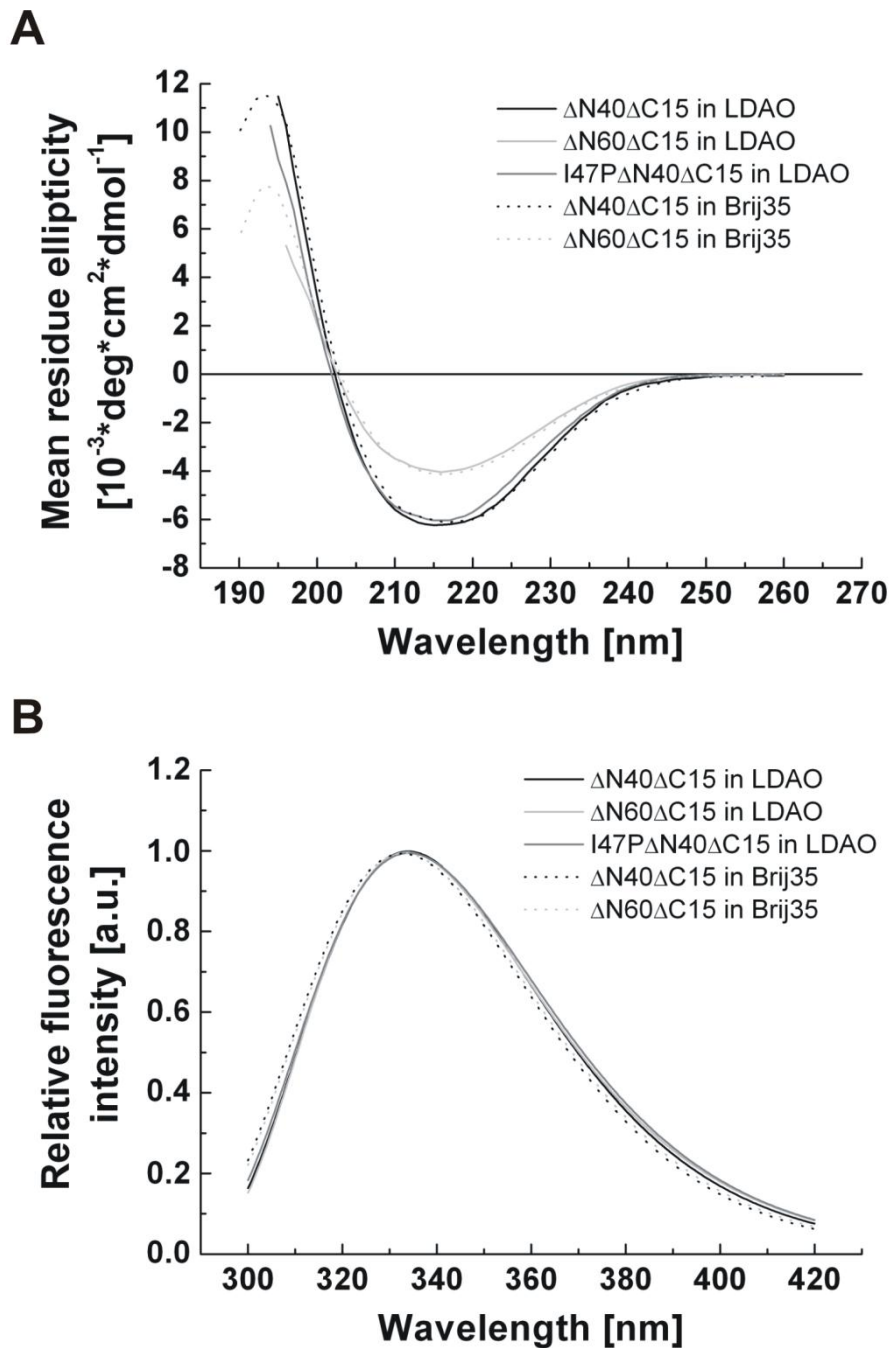 A
Mean residue ellipticity
[10⁻³*deg*cm²*dmol⁻¹]
12
10
8
6
4
2
0
-2
-4
-6
-8
ΔN40ΔC15 in LDAO
ΔN60ΔC15 in LDAO
I47PΔN40ΔC15 in LDAO
ΔN40ΔC15 in Brij35
ΔN60ΔC15 in Brij35
190 200 210 220 230 240 250 260 270
Wavelength [nm]
B
Relative fluorescence
intensity [a.u.]
1.2
1.0
0.8
0.6
0.4
0.2
0.0
ΔN40ΔC15 in LDAO
ΔN60ΔC15 in LDAO
I47PΔN40ΔC15 in LDAO
ΔN40ΔC15 in Brij35
ΔN60ΔC15 in Brij35
300 320 340 360 380 400 420
Wavelength [nm]